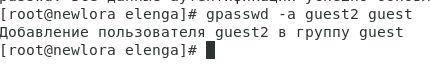 [root@newlora elenga]# gpasswd -a guest2 guest
Добавление пользователя guest2 в группу guest
[root@newlora elenga]#